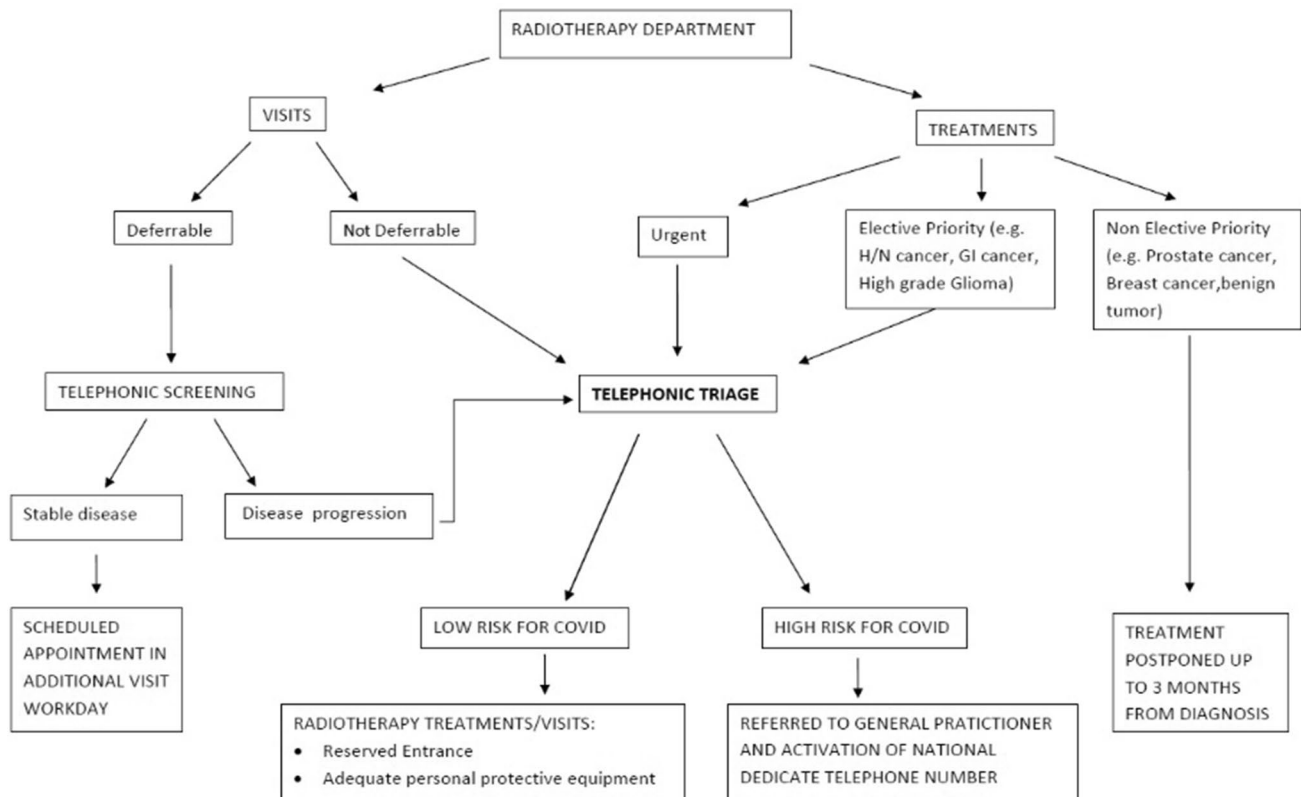 RADIOTHERAPY DEPARTMENT
VISITS
TREATMENTS
Deferrable
Not Deferrable
Urgent
Elective Priority (e.g.
H/N cancer, GI cancer,
High grade Glioma)
Non Elective Priority
(e.g. Prostate cancer,
Breast cancer,benign
tumor)
TELEPHONIC SCREENING
TELEPHONIC TRIAGE
Stable disease
Disease progression
SCHEDULED
APPOINTMENT IN
ADDITIONAL VISIT
WORKDAY
LOW RISK FOR COVID
HIGH RISK FOR COVID
TREATMENT
POSTPONED UP
TO 3 MONTHS
FROM DIAGNOSIS
RADIOTHERAPY TREATMENTS/VISITS:
• Reserved Entrance
• Adequate personal protective equipment
REFERRED TO GENERAL PRATICTIONER
AND ACTIVATION OF NATIONAL
DEDICATE TELEPHONE NUMBER